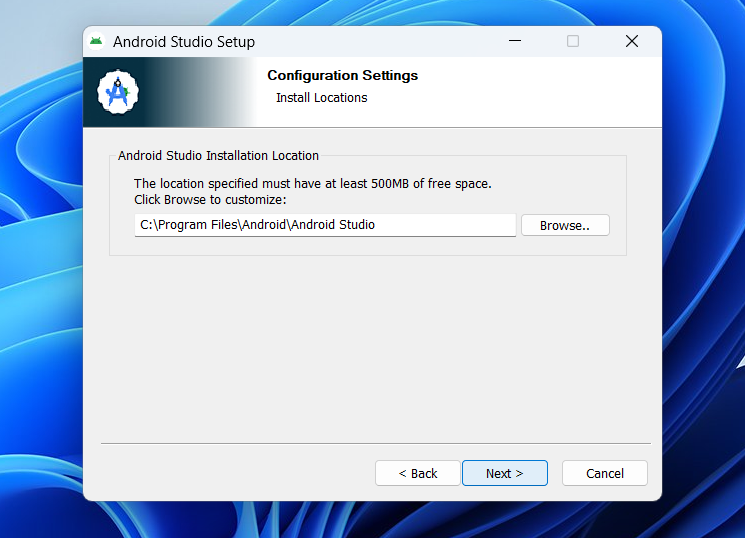 Android Studio Setup
Configuration Settings
Install Locations
Android Studio Installation Location
The location specified must have at least 500MB of free space.
Click Browse to customize:
C:\Program Files\Android\Android Studio
Browse..
< Back
Next >
Cancel